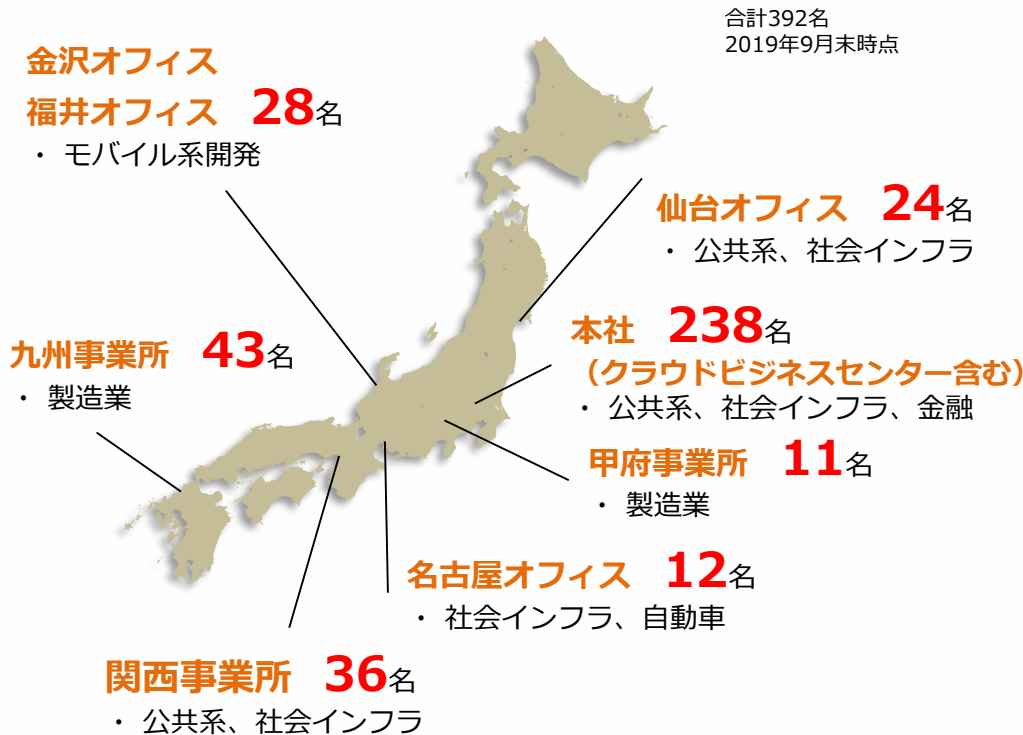 合計392名
2019年9月末時点
金沢オフィス
福井オフィス 28名
・ モバイル系開発
仙台オフィス 24名
・ 公共系、社会インフラ
本社 238名
（クラウドビジネスセンター含む）
・ 公共系、社会インフラ、金融
九州事業所 43名
・ 製造業
甲府事業所 11名
・ 製造業
名古屋オフィス 12名
・ 社会インフラ、自動車
関西事業所 36名
・ 公共系、社会インフラ